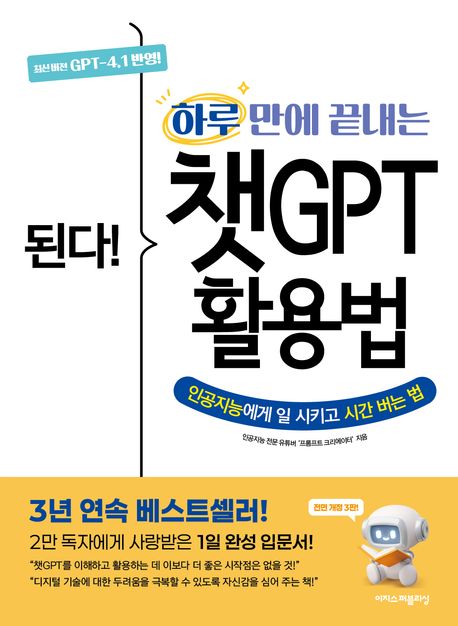 최신 버전 GPT-4.1 반영!
하루 만에 끝내는
된다!
챗GPT
활용법
인공지능에게 일 시키고 시간 버는 법
인공지능 전문 유튜버 '프롬프트 크리에이터' 지음
3년 연속 베스트셀러!
전면 개정 3판!
2만 독자에게 사랑받은 1일 완성 입문서!
“챗GPT를 이해하고 활용하는 데 이보다 더 좋은 시작점은 없을 것!”
“디지털 기술에 대한 두려움을 극복할 수 있도록 자신감을 심어 주는 책!”
이지스퍼블리싱